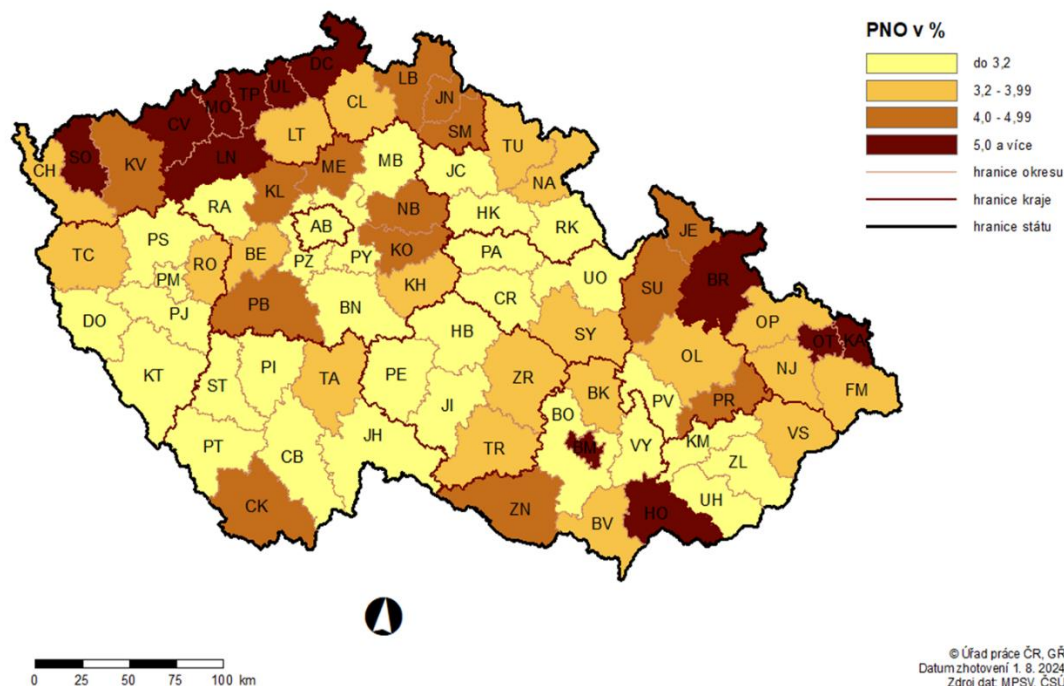 PNO v %
do 3,2
3,2 - 3,99
4,0 - 4,99
5,0 a více
hranice okresu
hranice kraje
hranice státu
DC
LB
UL
TP
JN
MO
CL
CV
LT
SM
TU
SO
KV
LN
ME
MB
JC
NA
CH
KL
RA
NB
HK
RK
AB
JE
PS
TC
RO
BE
PZ
PY
KO
PA
UO
PM
KH
SU
BR
PB
BN
CR
OP
DO
PJ
HB
SY
OT
KA
KT
ST
PI
TA
PE
ZR
OL
NJ
FM
BK
PV
PR
JI
BO
VS
PT
CB
JH
TR
BM
VY
KM
ZL
CK
ZN
BV
HO
UH
0 25 50 75 100 km
© Úřad práce ČR, GŘ
Datum zhotovení 1. 8. 2024
Zdroj dat: MPSV, ČSÚ